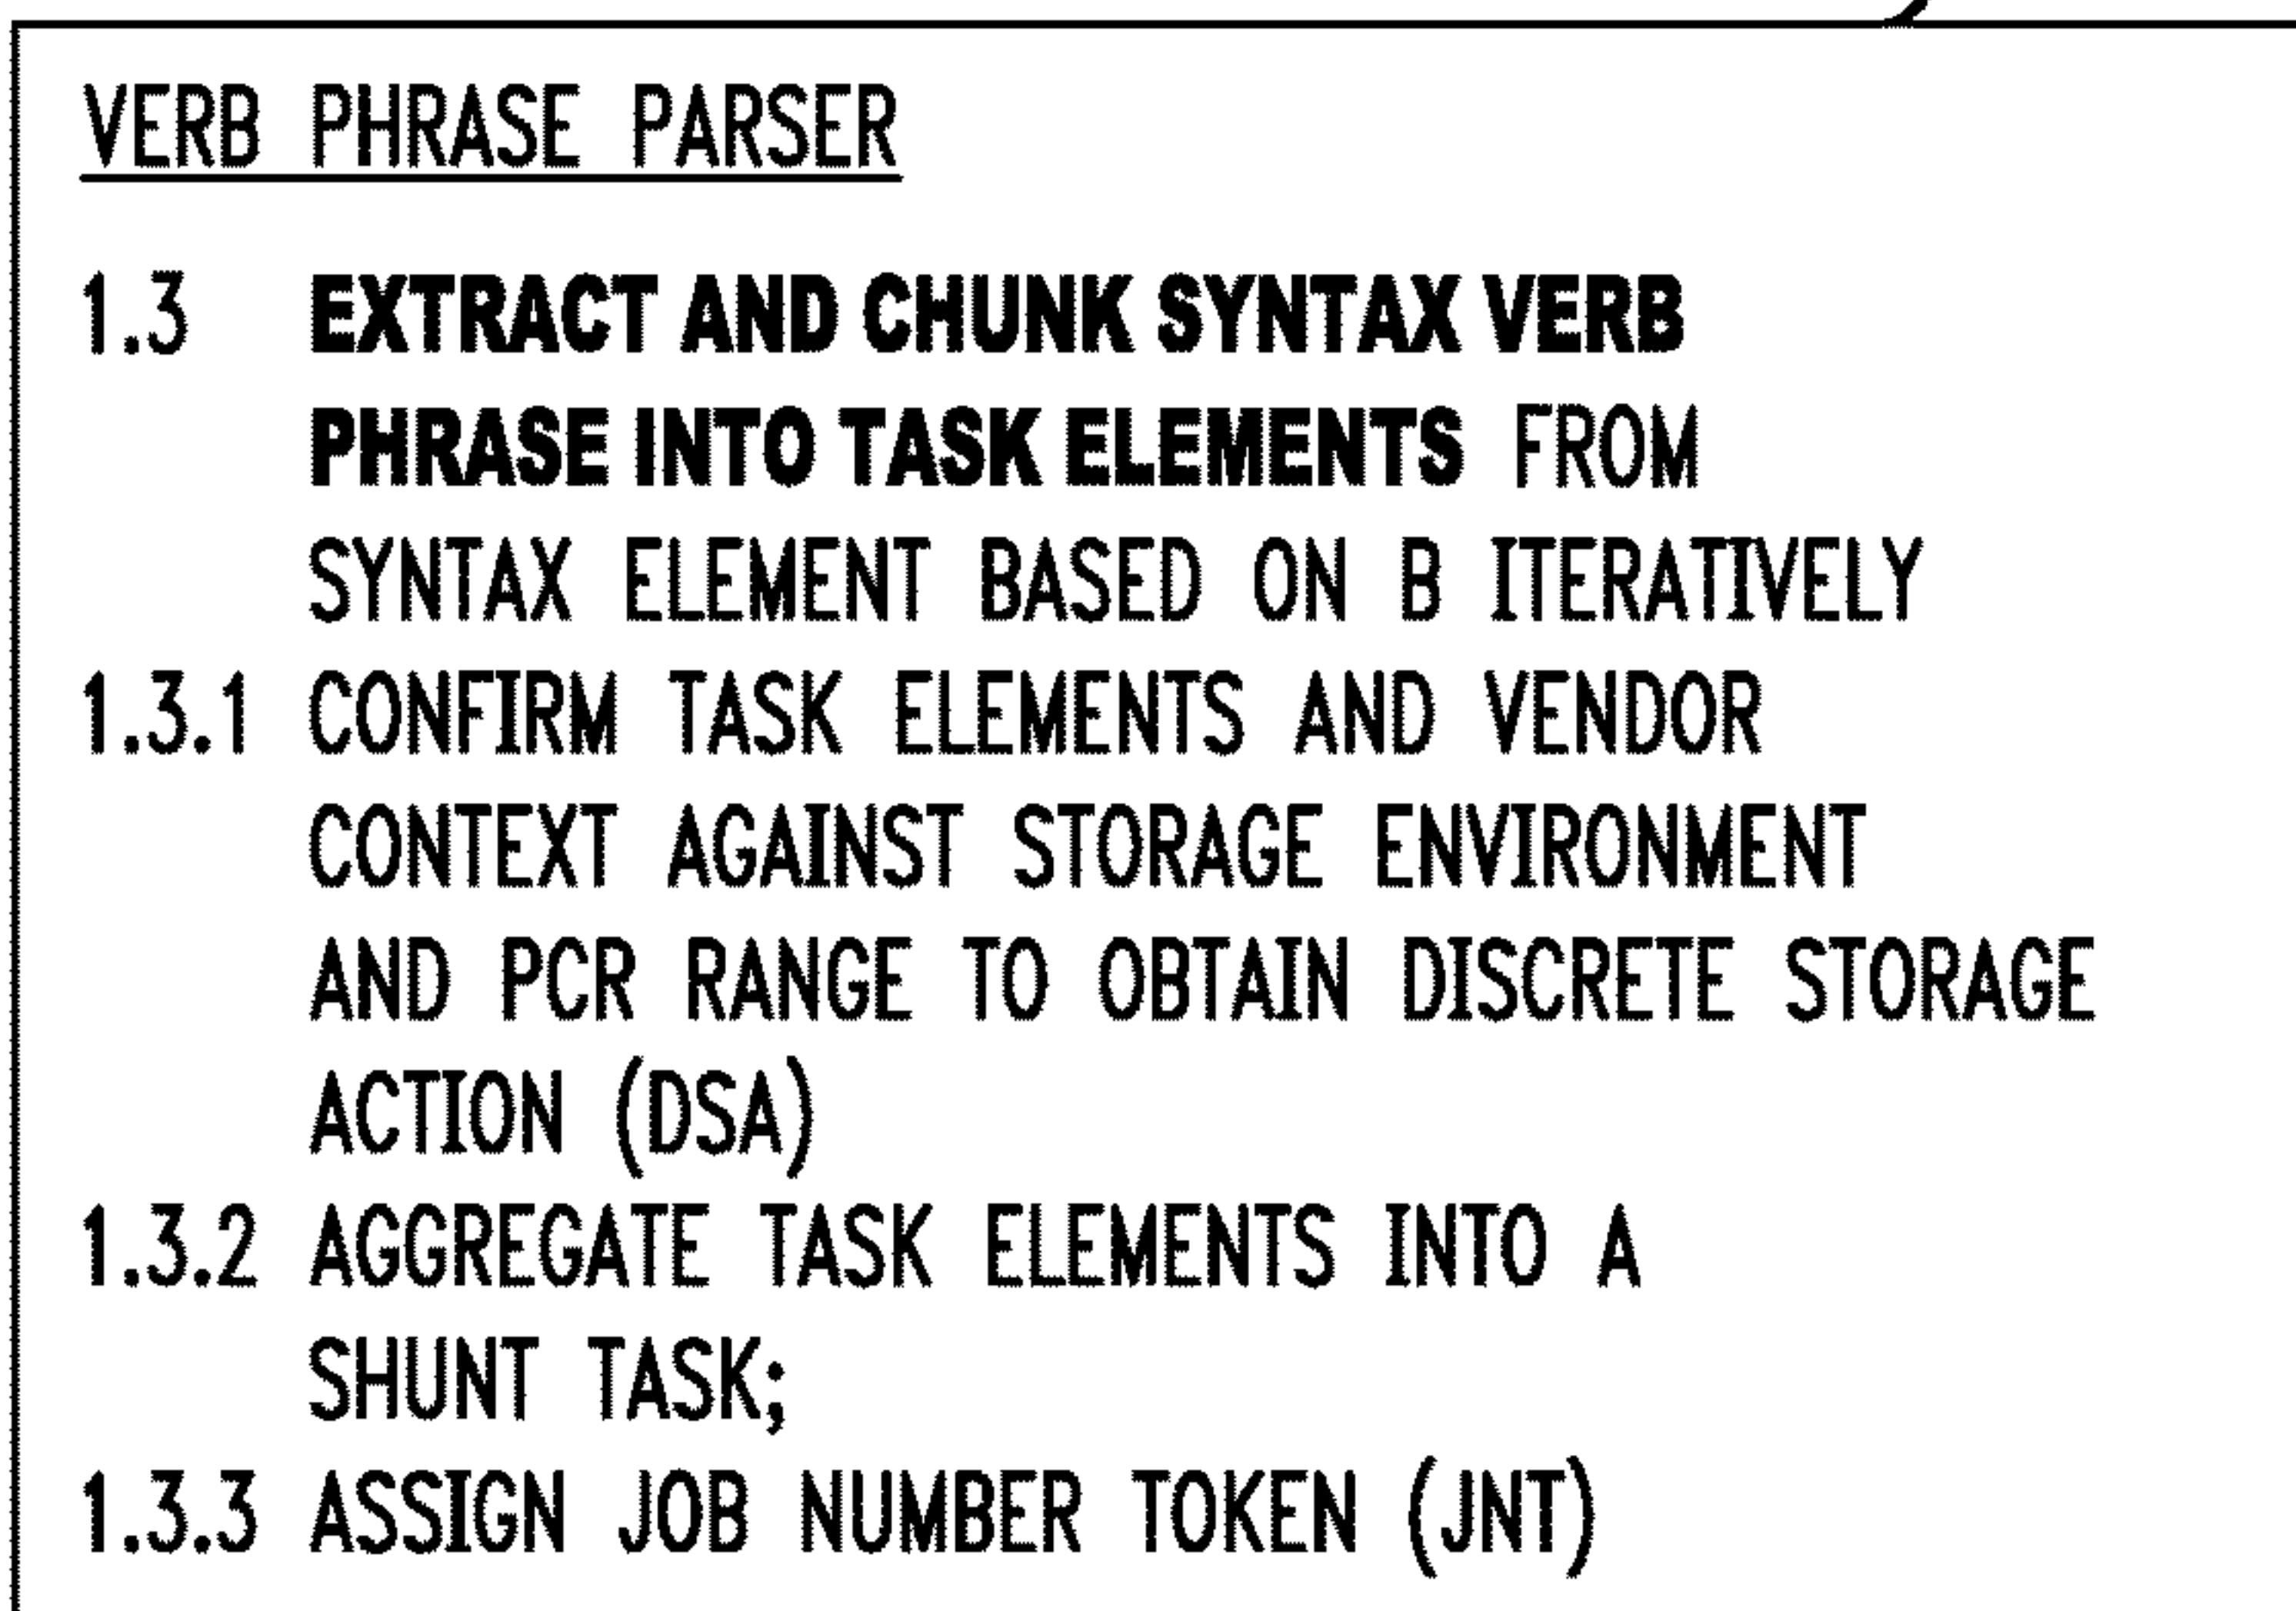 VERB PHRASE PARSER
1.3 EXTRACT AND CHUNK SYNTAX VERB
PHRASE INTO TASK ELEMENTS FROM
SYNTAX ELEMENT BASED ON B ITERATIVELY
1.3.1 CONFIRM TASK ELEMENTS AND VENDOR
CONTEXT AGAINST STORAGE ENVIRONMENT
AND PCR RANGE TO OBTAIN DISCRETE STORAGE
ACTION (DSA)
1.3.2 AGGREGATE TASK ELEMENTS INTO A
SHUNT TASK;
1.3.3 ASSIGN JOB NUMBER TOKEN (JNT)